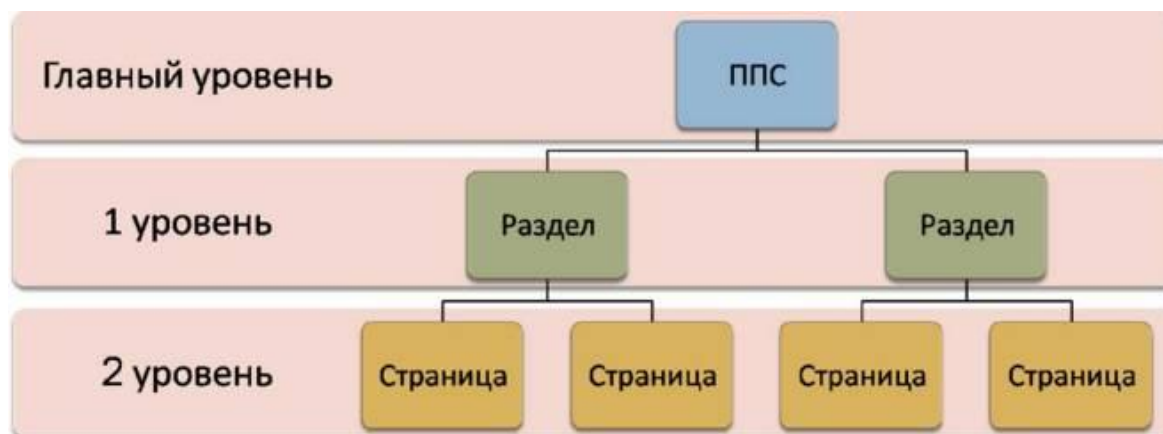 Главный уровень
ППС
1 уровень
Раздел
Раздел
2 уровень
Страница
Страница
Страница
Страница